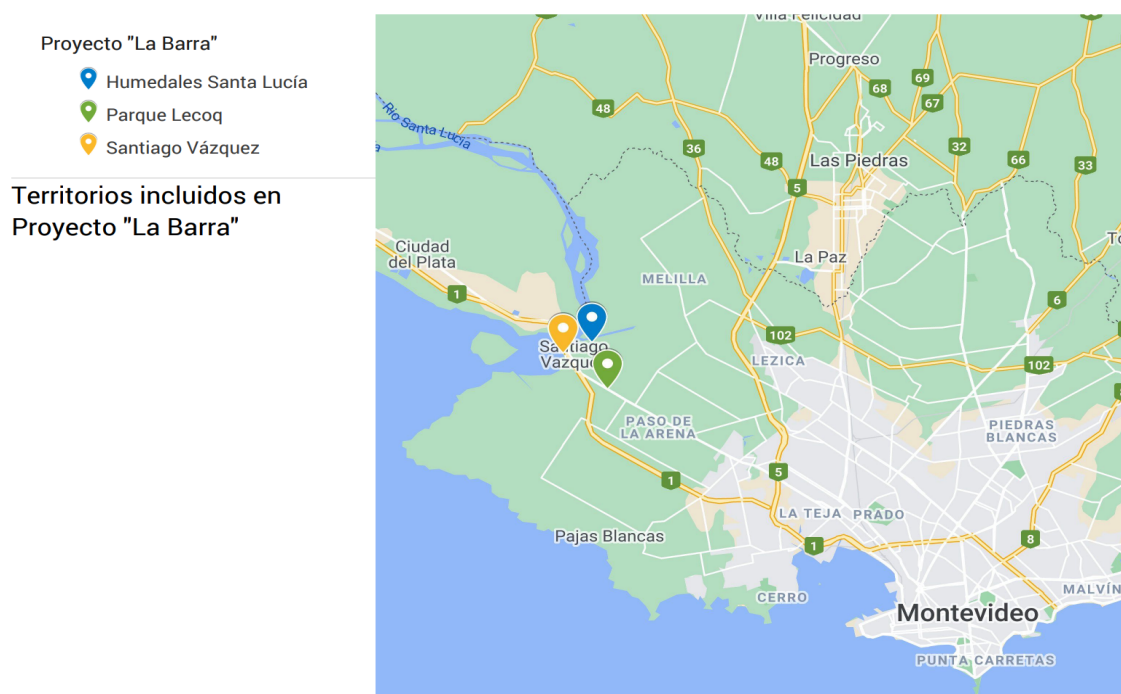 Proyecto "La Barra"
Humedales Santa Lucía
Parque Lecoq
Santiago Vázquez
Territorios incluidos en
Proyecto "La Barra"
Villa Felicidad
Progreso
69
68
67
48
Río Santa Lucía
36
48
Las Piedras
32
66
33
5
Ciudad
del Plata
La Paz
MELILLA
1
6
102
Santiago
Vazquez
LEZICA
102
PASO DE
LA ARENA
PIEDRAS
BLANCAS
5
1
LA TEJA
PRADO
Pajas Blancas
1
8
CERRO
MALVÍN
Montevideo
PUNTA CARRETAS